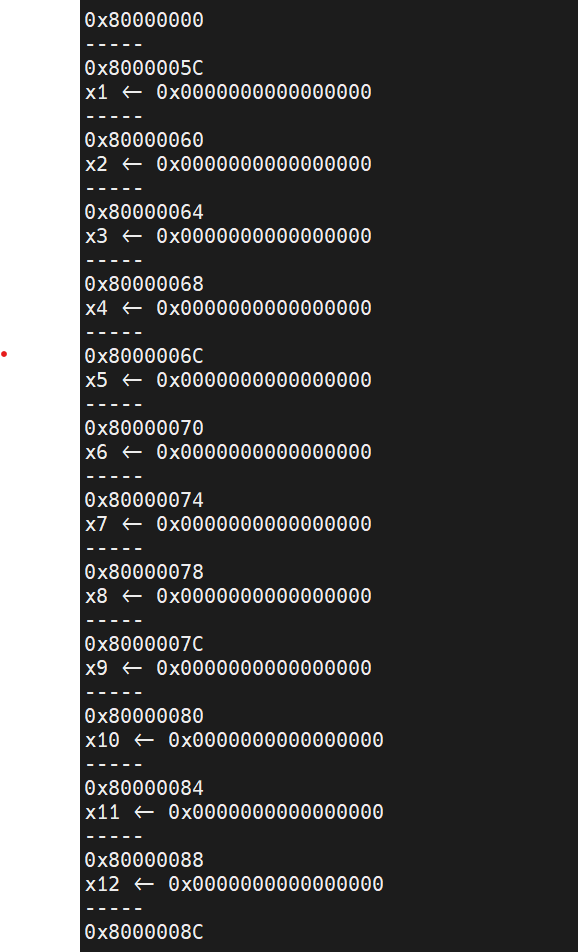 0x80000000
-----
0x8000005C
x1 ← 0x0000000000000000
-----
0x80000060
x2 ← 0x0000000000000000
-----
0x80000064
x3 ← 0x0000000000000000
-----
0x80000068
x4 ← 0x0000000000000000
-----
0x8000006C
x5 ← 0x0000000000000000
-----
0x80000070
x6 ← 0x0000000000000000
-----
0x80000074
x7 ← 0x0000000000000000
-----
0x80000078
x8 ← 0x0000000000000000
-----
0x8000007C
x9 ← 0x0000000000000000
-----
0x80000080
x10 ← 0x0000000000000000
-----
0x80000084
x11 ← 0x0000000000000000
-----
0x80000088
x12 ← 0x0000000000000000
-----
0x8000008C